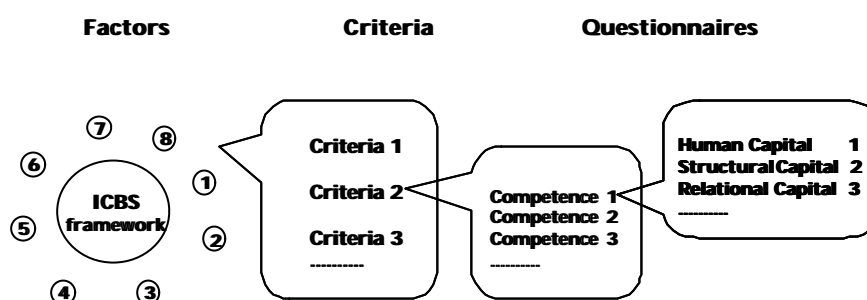 Factors
Criteria
Questionnaires
7
8
6
1
5
2
4
3
ICBS
framework
Criteria 1
Criteria 2
Criteria 3
----------
Competence 1
Competence 2
Competence 3
----------
Human Capital 1
Structural Capital 2
Relational Capital 3
----------